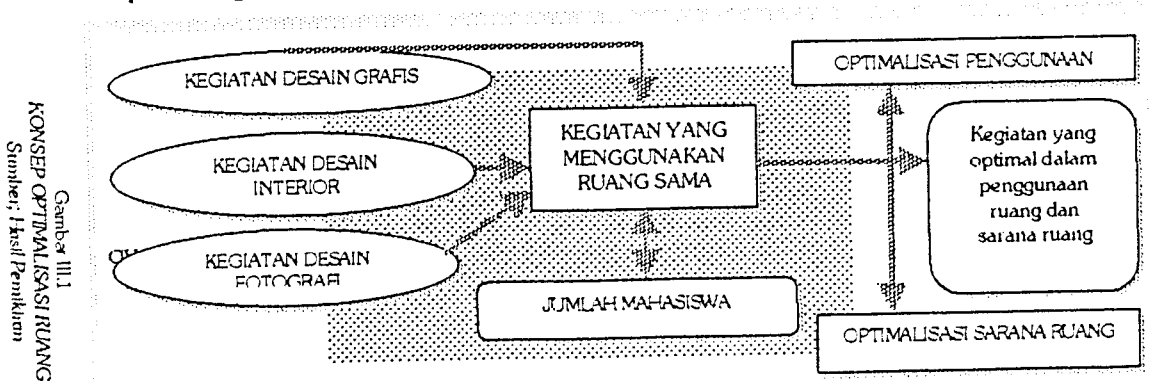 KEGIATAN DESAIN GRAFIS
KEGIATAN DESAIN
INTERIOR
KEGIATAN DESAIN
FOTOGRAFI
KEGIATAN YANG
MENGGUNAKAN
RUANG SAMA
JUMLAH MAHASISWA
OPTIMALISASI PENGGUNAAN
Kegiatan yang
optimal dalam
penggunaan
ruang dan
sarana ruang
OPTIMALISASI SARANA RUANG
Gambar III.1
KONSEP OPTIMALISASI RUANG
Sumber; Hasil Pemikiran